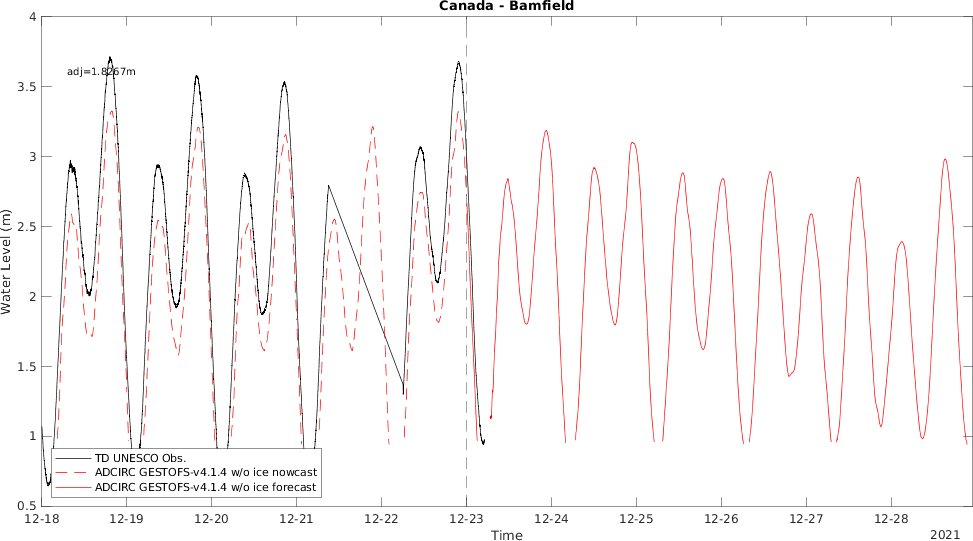 Canada - Bamfield
4
adj=1.8267m
3.5
3
2.5
2
1.5
1
0.5
Water Level (m)
TD UNESCO Obs.
ADCIRC GESTOFS-v4.1.4 w/o ice nowcast
ADCIRC GESTOFS-v4.1.4 w/o ice forecast
12-18 12-19 12-20 12-21 12-22 12-23 12-24 12-25 12-26 12-27 12-28
Time
2021